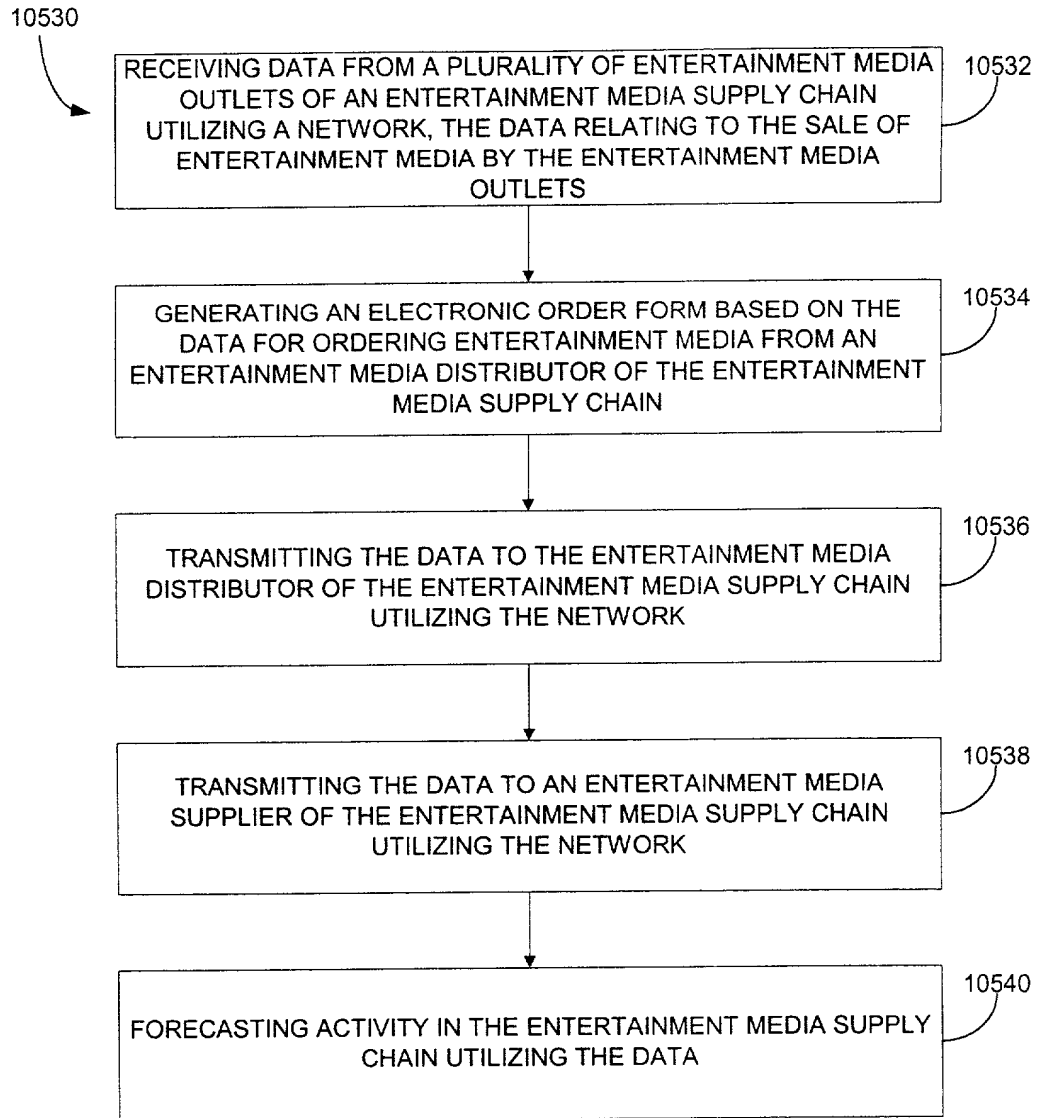 10530
RECEIVING DATA FROM A PLURALITY OF ENTERTAINMENT MEDIA
OUTLETS OF AN ENTERTAINMENT MEDIA SUPPLY CHAIN
UTILIZING A NETWORK, THE DATA RELATING TO THE SALE OF
ENTERTAINMENT MEDIA BY THE ENTERTAINMENT MEDIA
OUTLETS
10532
GENERATING AN ELECTRONIC ORDER FORM BASED ON THE
DATA FOR ORDERING ENTERTAINMENT MEDIA FROM AN
ENTERTAINMENT MEDIA DISTRIBUTOR OF THE ENTERTAINMENT
MEDIA SUPPLY CHAIN
10534
TRANSMITTING THE DATA TO THE ENTERTAINMENT MEDIA
DISTRIBUTOR OF THE ENTERTAINMENT MEDIA SUPPLY CHAIN
UTILIZING THE NETWORK
10536
TRANSMITTING THE DATA TO AN ENTERTAINMENT MEDIA
SUPPLIER OF THE ENTERTAINMENT MEDIA SUPPLY CHAIN
UTILIZING THE NETWORK
10538
FORECASTING ACTIVITY IN THE ENTERTAINMENT MEDIA SUPPLY
CHAIN UTILIZING THE DATA
10540